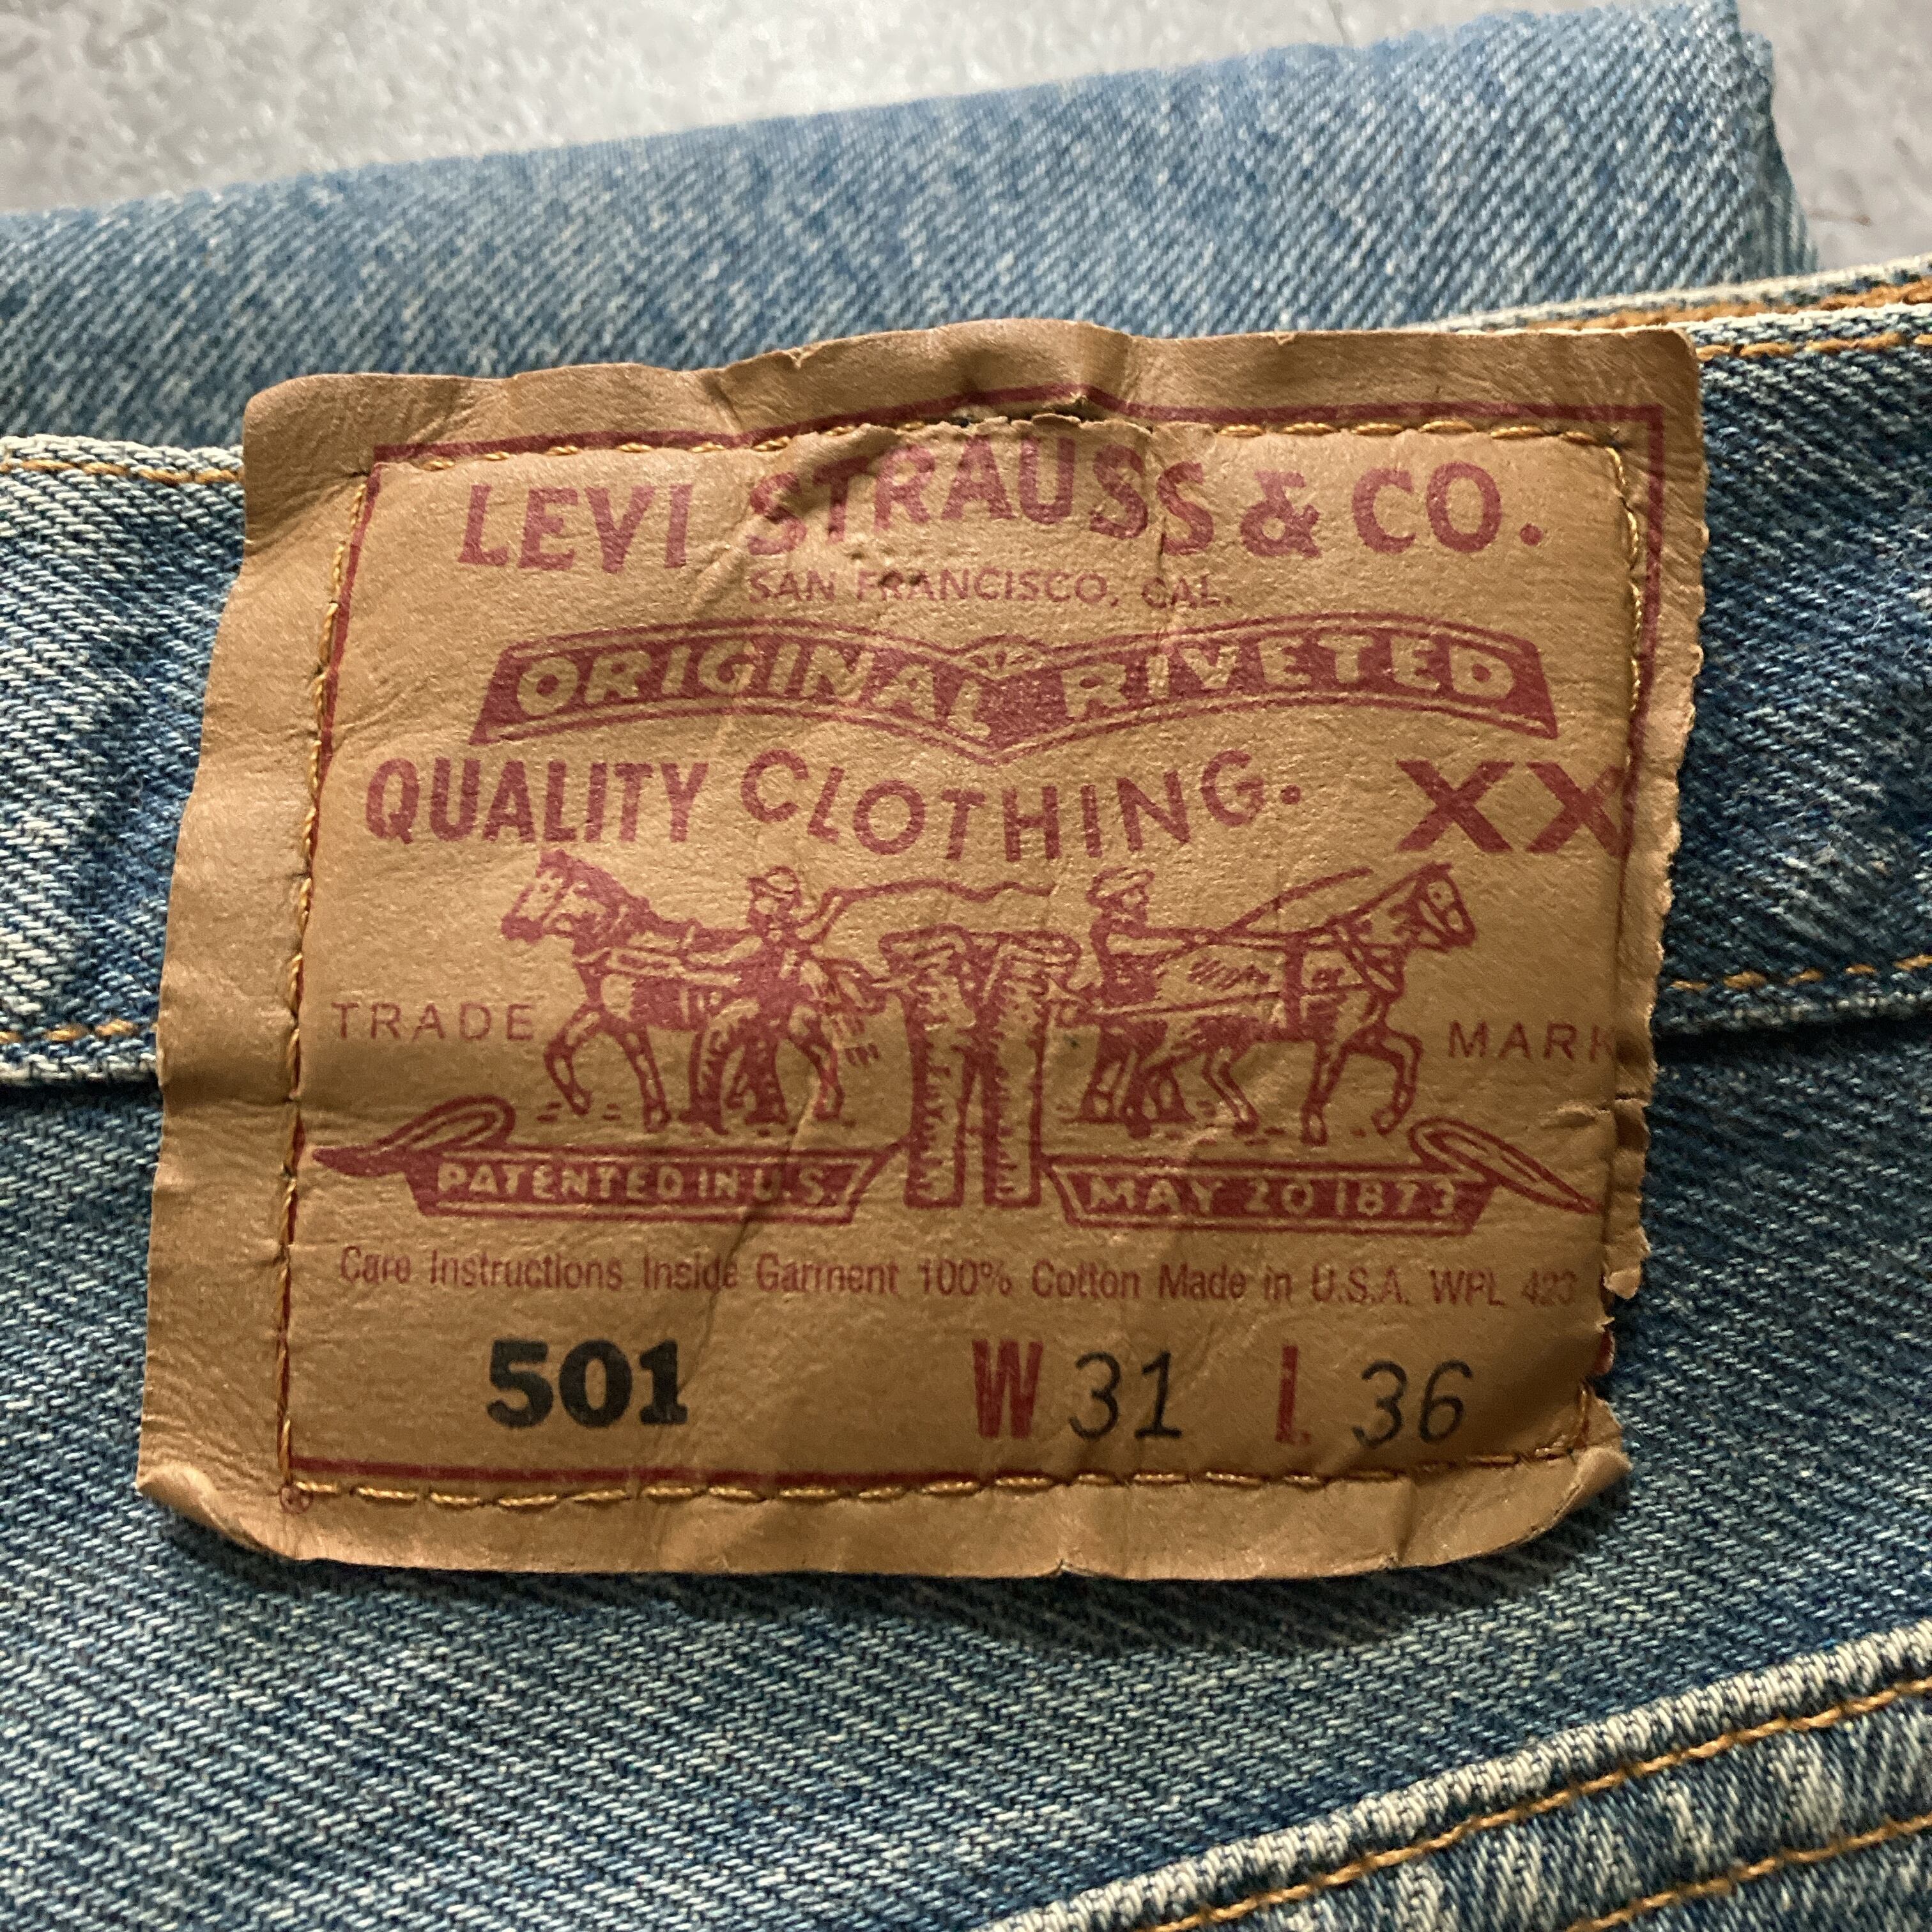 LEVI STRAUSS & CO.
SAN FRANCISCO, CAL.
ORIGINAL RIVETED
QUALITY CLOTHING. XX
TRADE MARK
PATENTED IN U.S. MAY 20 1873
Care Instructions Inside Garment 100% Cotton Made in U.S.A. WPL 423
501 W 31 L 36